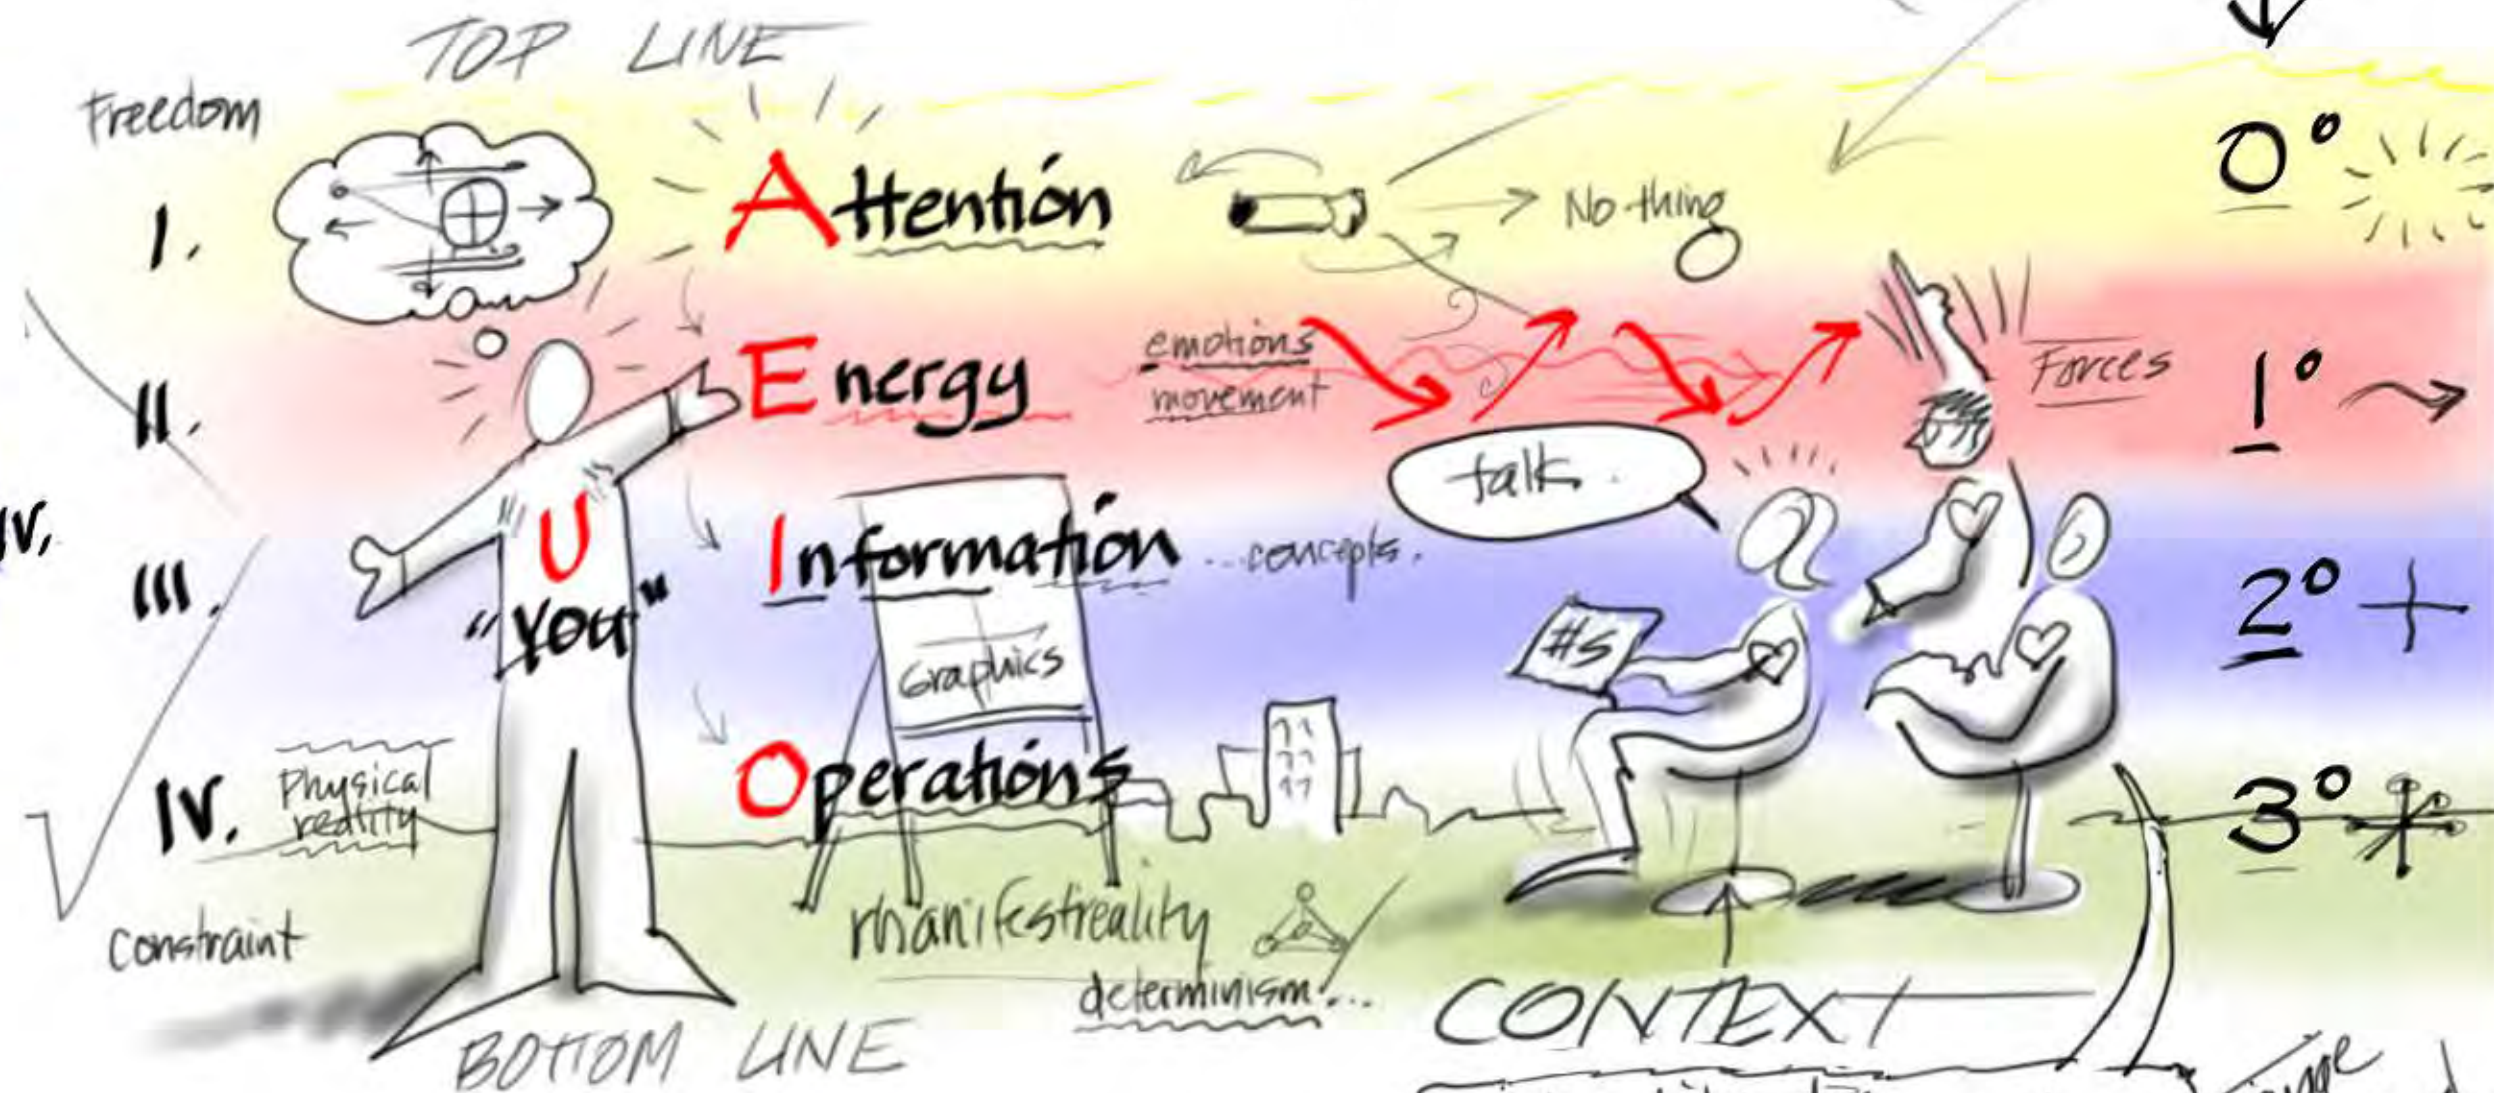 TOP LINE
Freedom
I.
Attention
No-thing
0°
II.
Energy
emotions
movement
Forces
1°
talk.
IV.
III.
U
"You"
Information ...concepts.
Graphics
#s
2°
+
IV.
Physical
reality
Operations
3°
manifestreality
determinism!...
Constraint
BOTTOM LINE
CONTEXT